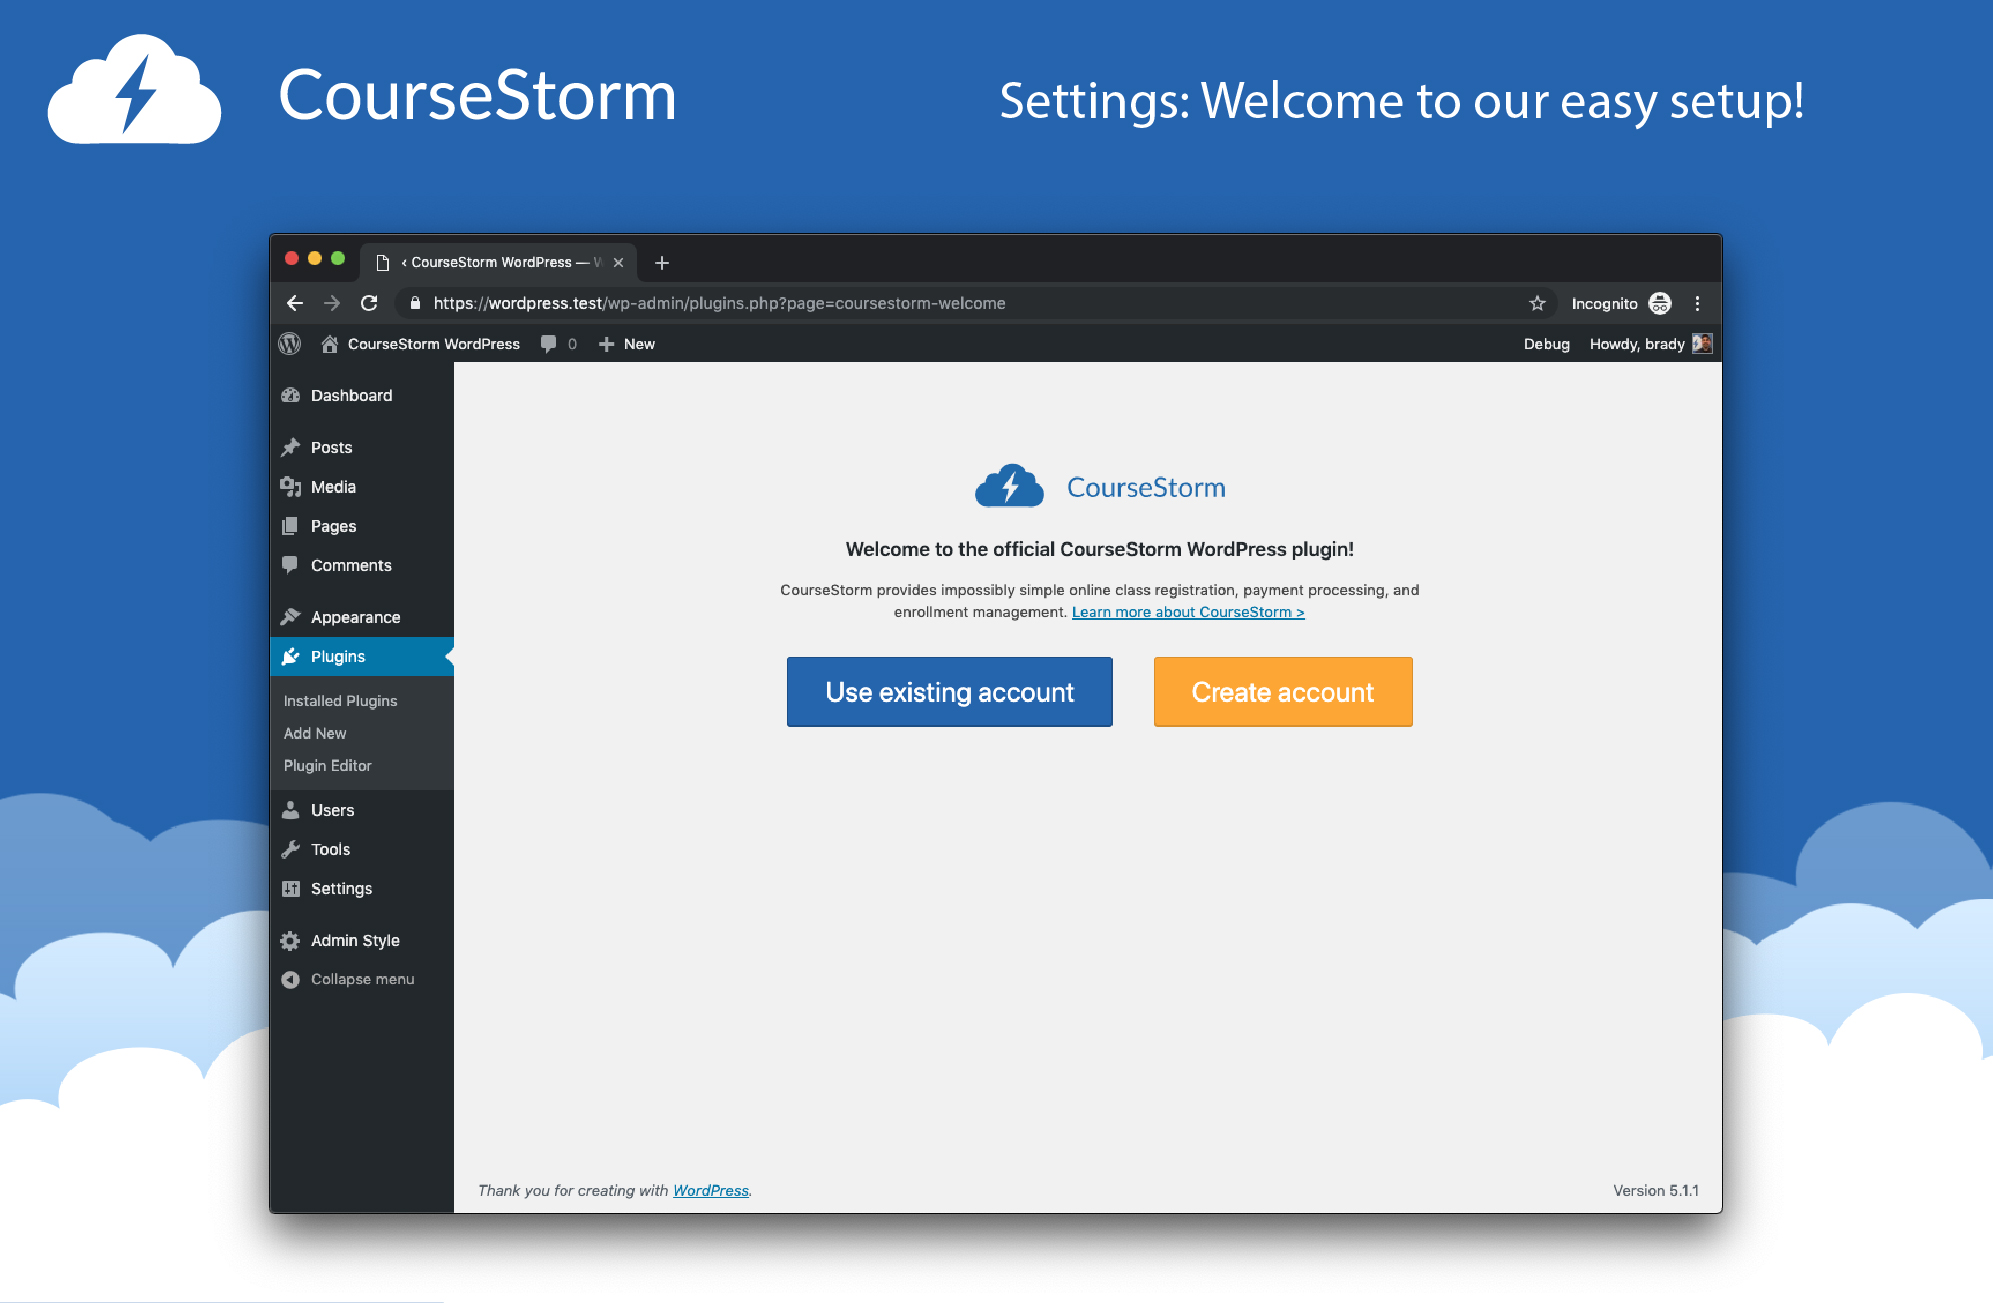 CourseStorm
Settings: Welcome to our easy setup!
‹ CourseStorm WordPress —
https://wordpress.test/wp-admin/plugins.php?page=coursestorm-welcome
Incognito
CourseStorm WordPress
0
New
Debug
Howdy, brady
Dashboard
Posts
Media
Pages
Comments
Appearance
Plugins
Installed Plugins
Add New
Plugin Editor
Users
Tools
Settings
Admin Style
Collapse menu
CourseStorm
Welcome to the official CourseStorm WordPress plugin!
CourseStorm provides impossibly simple online class registration, payment processing, and
enrollment management. Learn more about CourseStorm >
Use existing account
Create account
Thank you for creating with WordPress.
Version 5.1.1